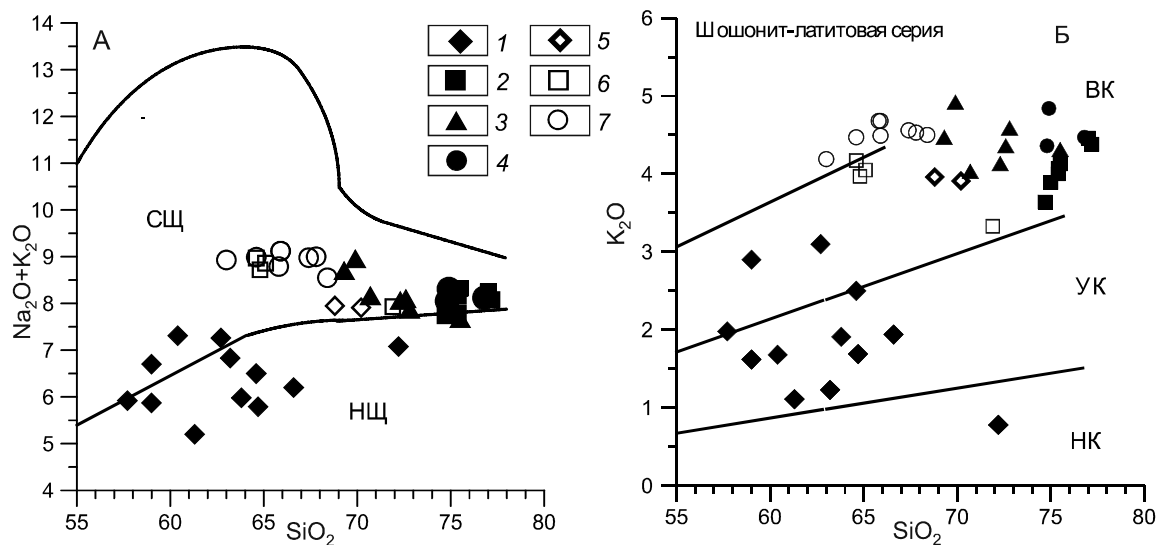 14
13
12
11
10
9
8
7
6
5
4
Na2O+K2O
А
СЩ
НЩ
1 5
2 6
3 7
4
55 60 65 70 75 80
SiO2
6
5
4
3
2
1
0
K2O
Шошонит-латитовая серия
Б
ВК
УК
НК
55 60 65 70 75 80
SiO2